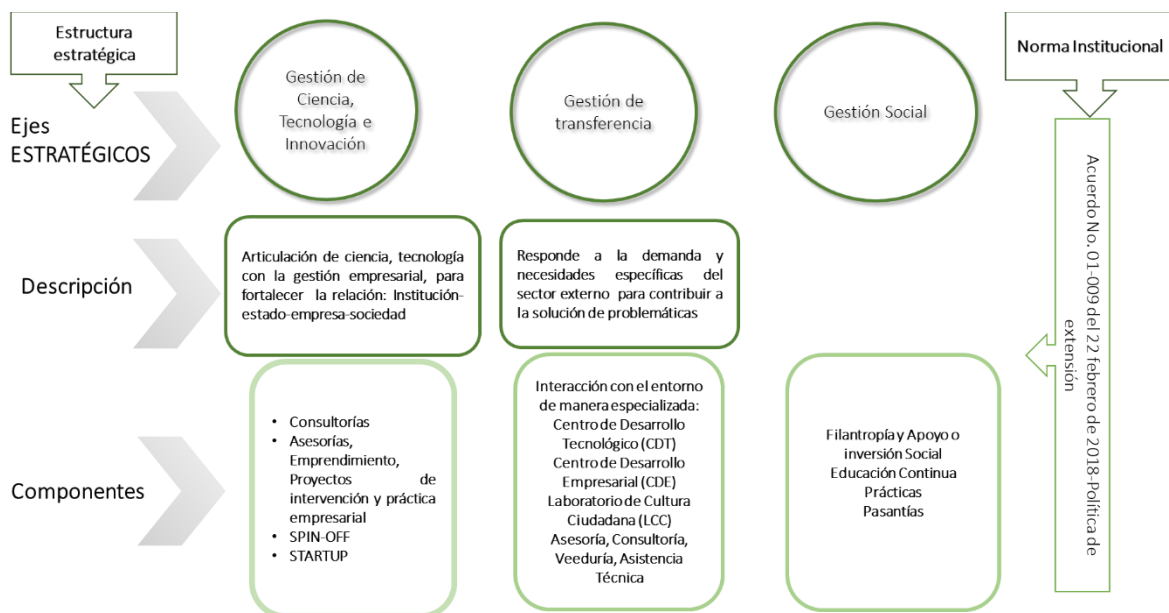 Estructura
estratégica
Norma Institucional
Ejes
ESTRATÉGICOS
Gestión de
Ciencia,
Tecnología e
Innovación
Gestión de
transferencia
Gestión Social
Descripción
Articulación de ciencia, tecnología
con la gestión empresarial, para
fortalecer la relación: Institución-
estado-empresa-sociedad
Responde a la demanda y
necesidades específicas del
sector externo para contribuir a
la solución de problemáticas
Componentes
• Consultorías
• Asesorías,
Emprendimiento,
Proyectos de
intervención y práctica
empresarial
• SPIN-OFF
• STARTUP
Interacción con el entorno
de manera especializada:
Centro de Desarrollo
Tecnológico (CDT)
Centro de Desarrollo
Empresarial (CDE)
Laboratorio de Cultura
Ciudadana (LCC)
Asesoría, Consultoría,
Veeduría, Asistencia
Técnica
Filantropía y Apoyo o
inversión Social
Educación Continua
Prácticas
Pasantías
Acuerdo No. 01-009 del 22 febrero de 2018-Política de
extensión